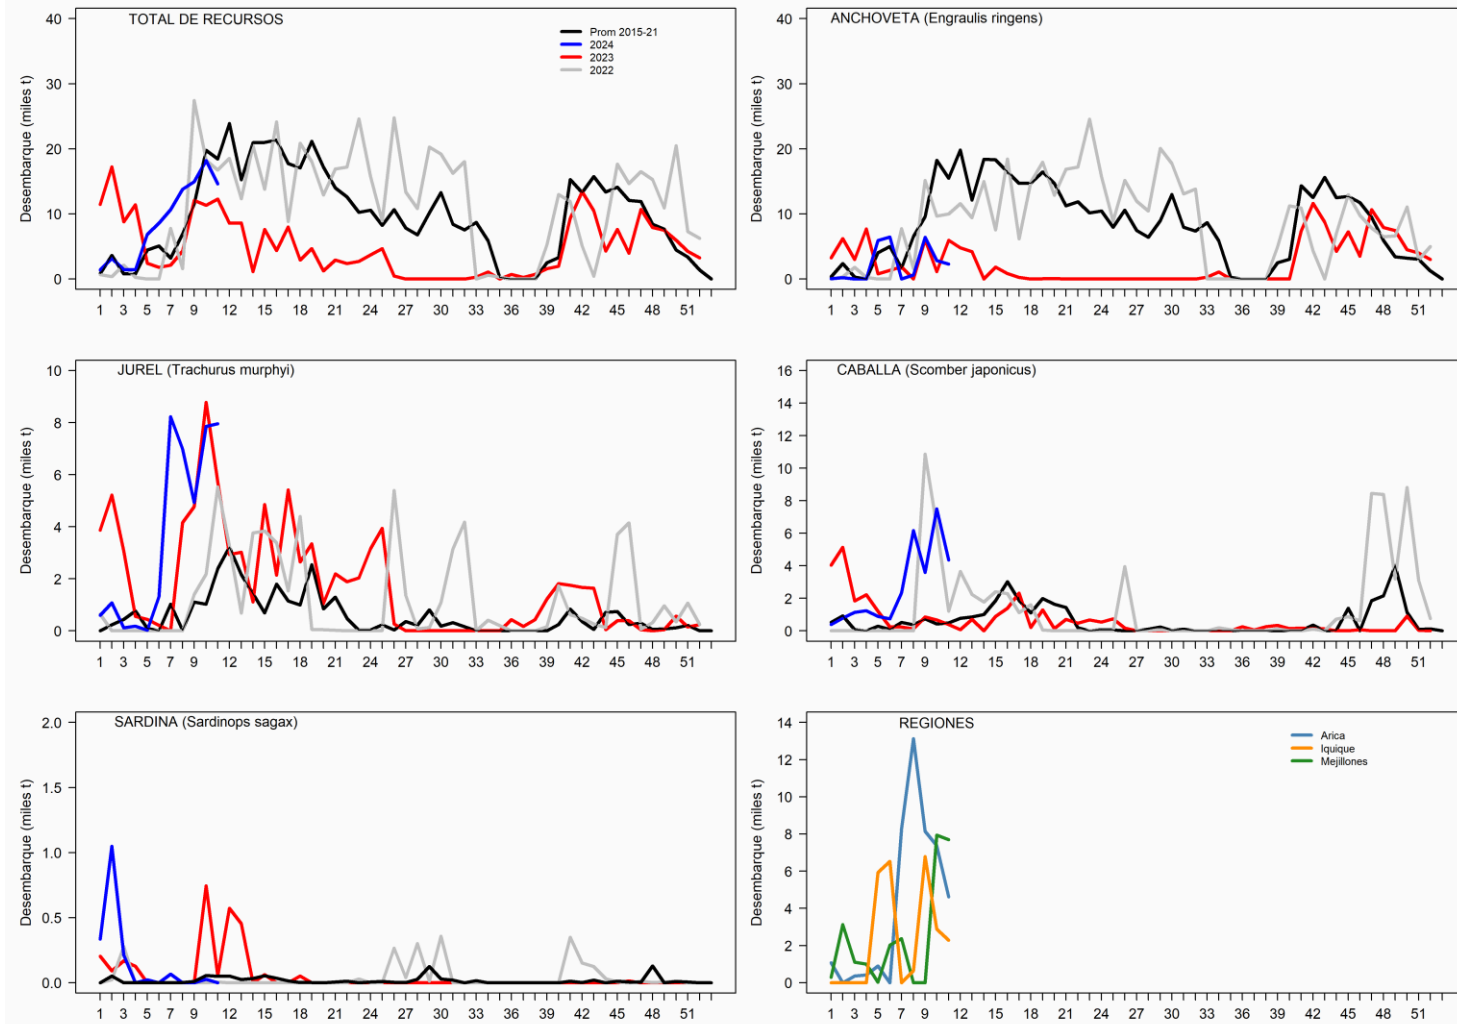 TOTAL DE RECURSOS
Desembarque (miles t)
40
30
20
10
0
Prom 2015-21
2024
2023
2022
1 3 5 7 9 12 15 18 21 24 27 30 33 36 39 42 45 48 51
ANCHOVETA (Engraulis ringens)
Desembarque (miles t)
40
30
20
10
0
1 3 5 7 9 12 15 18 21 24 27 30 33 36 39 42 45 48 51
JUREL (Trachurus murphyi)
Desembarque (miles t)
10
8
6
4
2
0
1 3 5 7 9 12 15 18 21 24 27 30 33 36 39 42 45 48 51
CABALLA (Scomber japonicus)
Desembarque (miles t)
16
14
12
10
8
6
4
2
0
1 3 5 7 9 12 15 18 21 24 27 30 33 36 39 42 45 48 51
SARDINA (Sardinops sagax)
Desembarque (miles t)
2.0
1.5
1.0
0.5
0.0
1 3 5 7 9 12 15 18 21 24 27 30 33 36 39 42 45 48 51
REGIONES
Desembarque (miles t)
14
12
10
8
6
4
2
0
Arica
Iquique
Mejillones
1 3 5 7 9 12 15 18 21 24 27 30 33 36 39 42 45 48 51